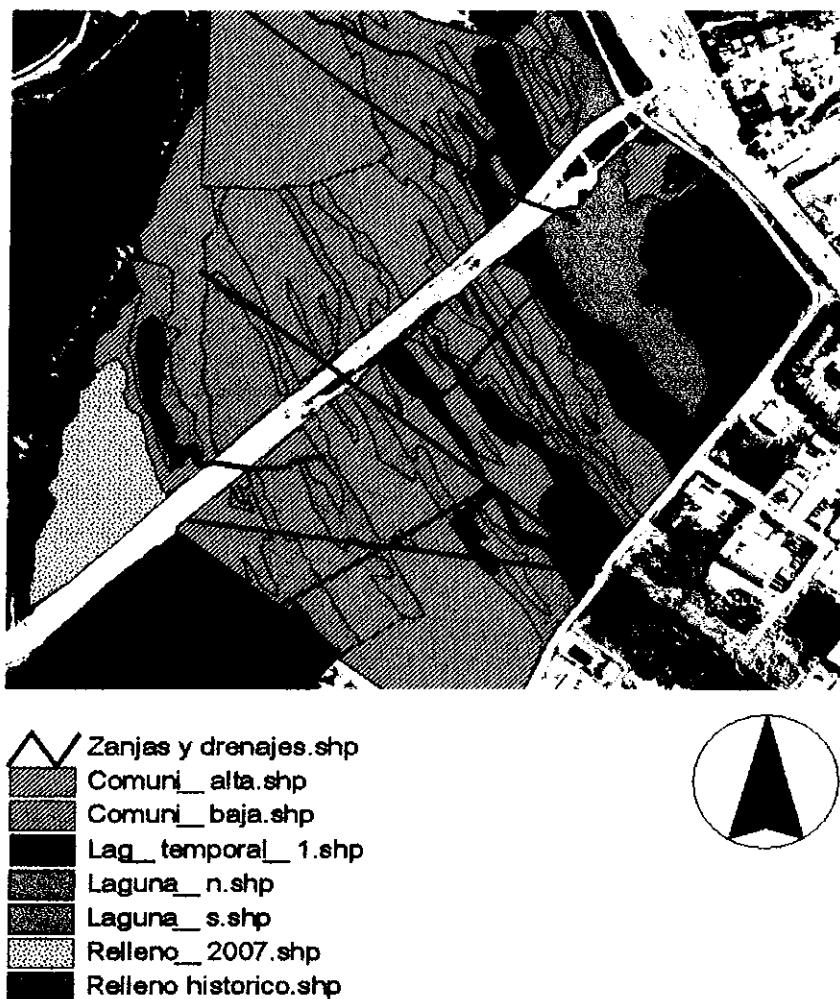 Zanjas y drenajes.shp
Comuni_ alta.shp
Comuni_ baja.shp
Lag_ temporal_ 1.shp
Laguna_ n.shp
Laguna_ s.shp
Relleno_ 2007.shp
Relleno historico.shp